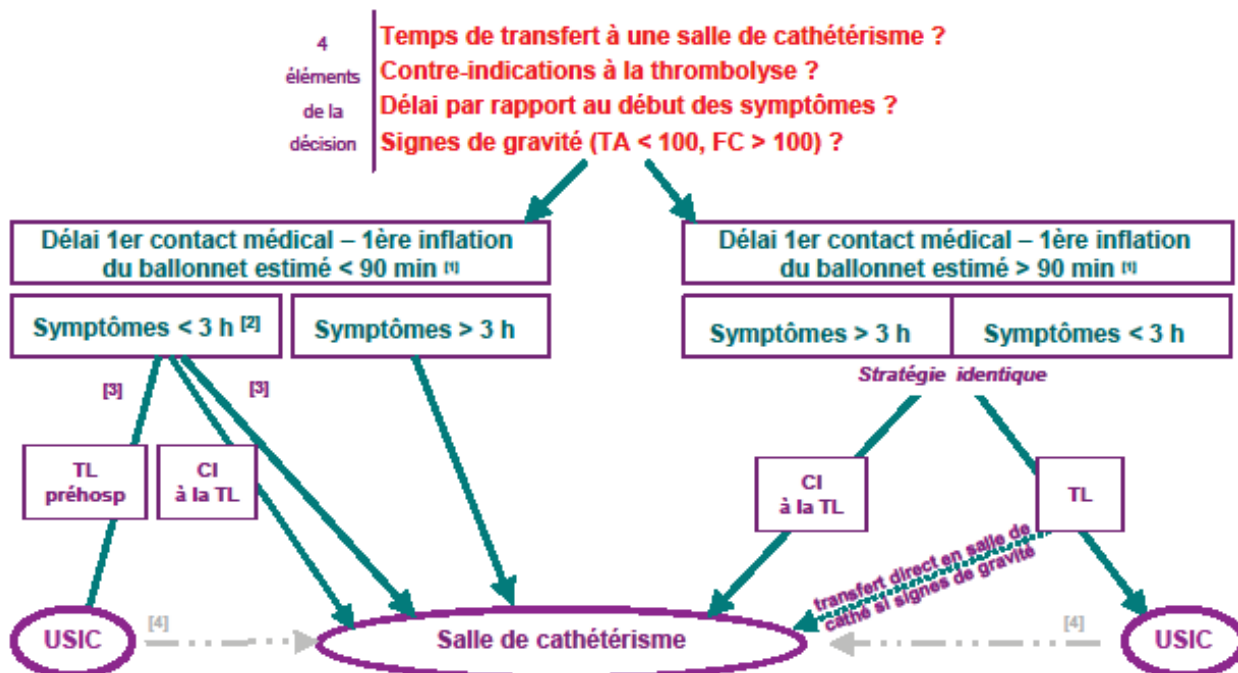 4
éléments
de la
décision
Temps de transfert à une salle de cathétérisme ?
Contre-indications à la thrombolyse ?
Délai par rapport au début des symptômes ?
Signes de gravité (TA < 100, FC > 100) ?
Délai 1er contact médical – 1ère inflation
du ballonnet estimé < 90 min [1]
Délai 1er contact médical – 1ère inflation
du ballonnet estimé > 90 min [1]
Symptômes < 3 h [2]
Symptômes > 3 h
Symptômes > 3 h
Symptômes < 3 h
Stratégie identique
[3]
[3]
TL
préhosp
CI
à la TL
CI
à la TL
TL
transfert direct en salle de
cathé si signes de gravité
USIC
[4]
Salle de cathétérisme
[4]
USIC